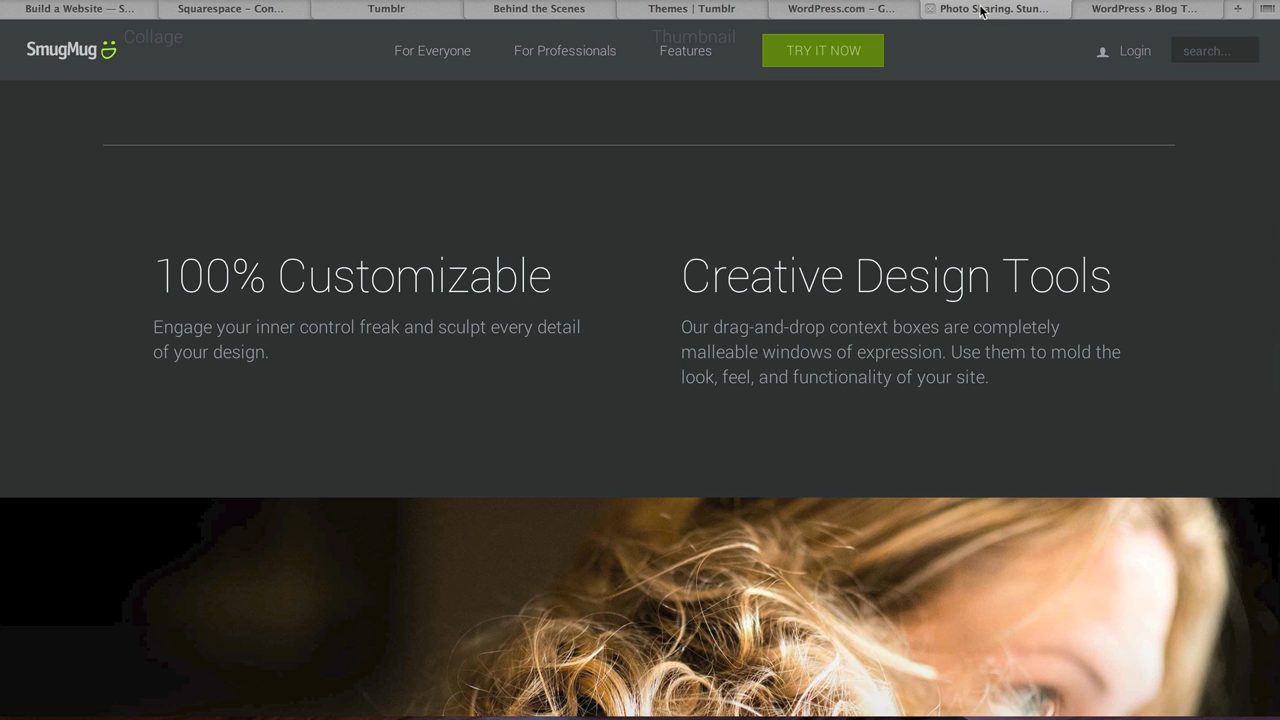 Build a Website — S...
Squarespace – Con...
Tumblr
Behind the Scenes
Themes | Tumblr
WordPress.com – G...
Photo Sharing. Stun...
WordPress › Blog T...
SmugMug
Collage
For Everyone
For Professionals
Thumbnail
Features
TRY IT NOW
Login
search...
100% Customizable
Engage your inner control freak and sculpt every detail
of your design.
Creative Design Tools
Our drag-and-drop context boxes are completely
malleable windows of expression. Use them to mold the
look, feel, and functionality of your site.